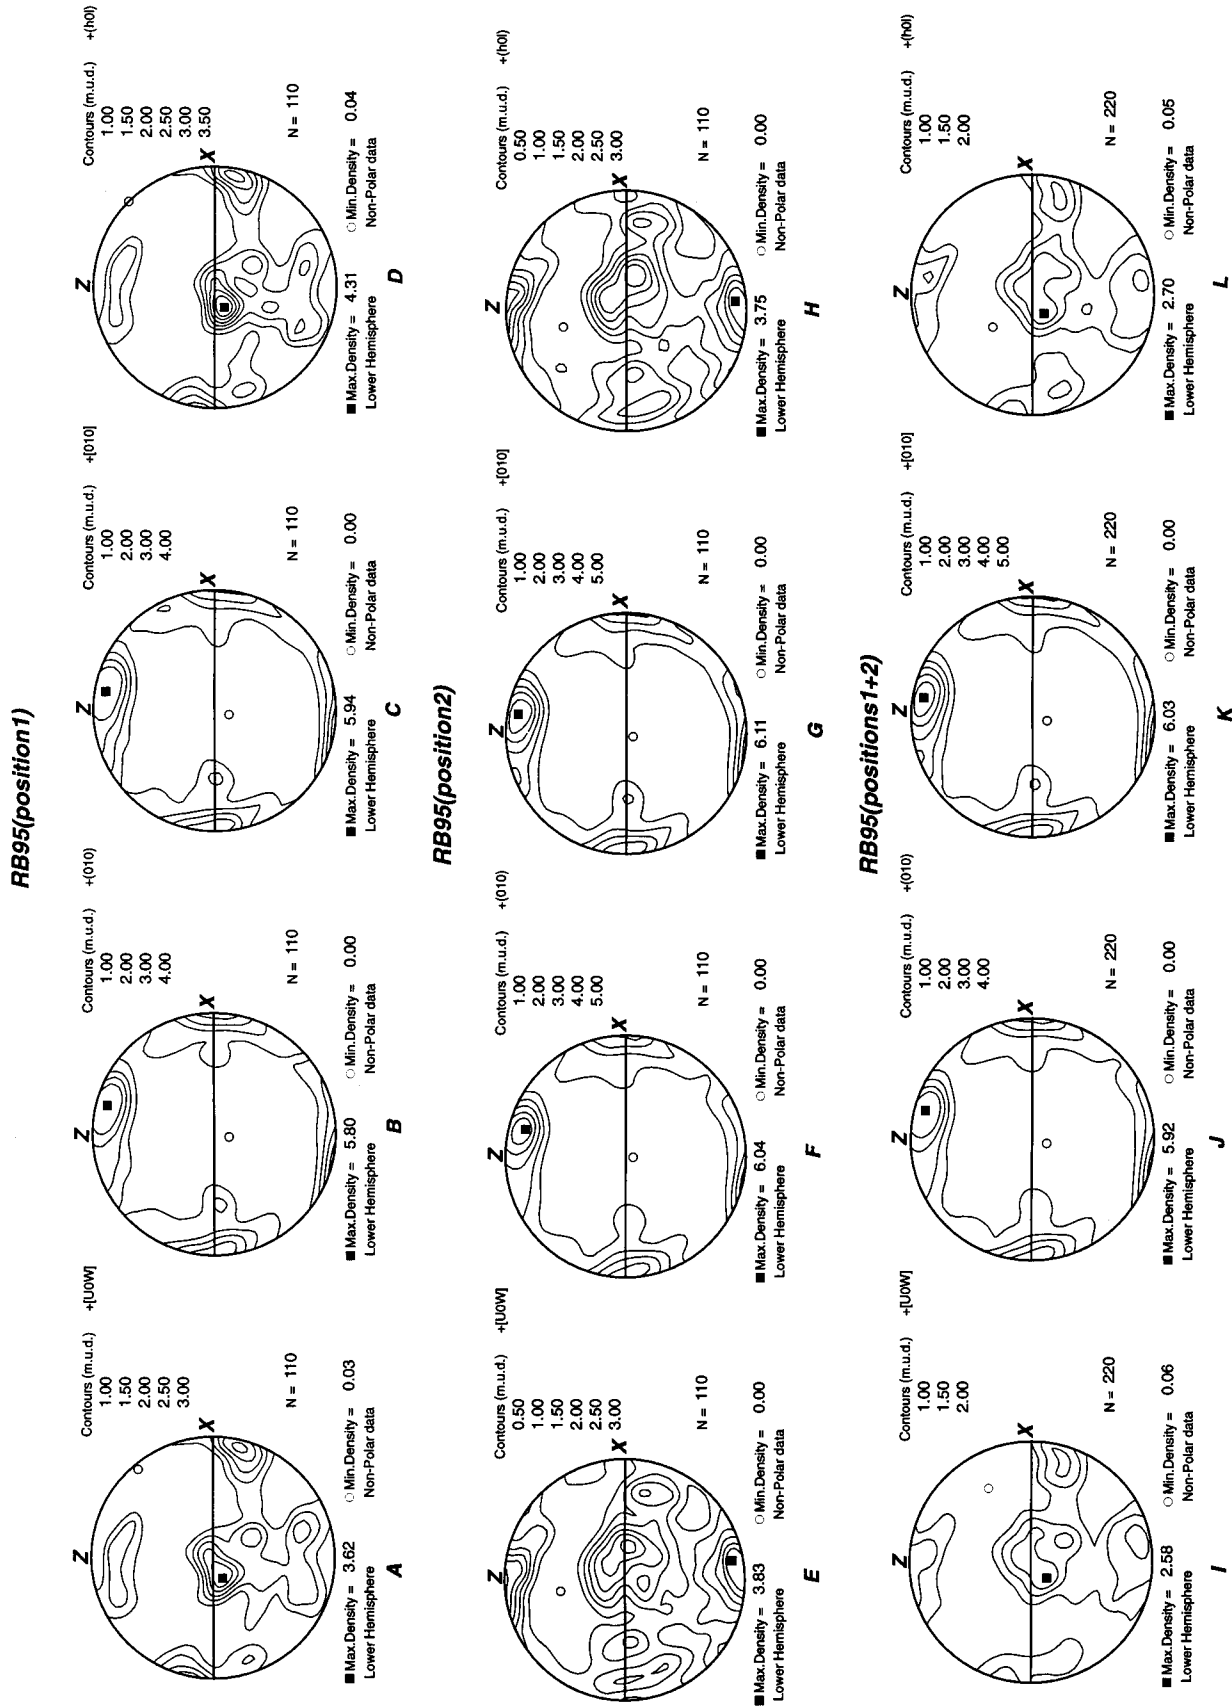 RB95(position1)
Z
X
Contours (m.u.d.) +[U0W]
1.00
1.50
2.00
2.50
3.00
N = 110
■ Max.Density = 3.62 ○ Min.Density = 0.03
Lower Hemisphere Non-Polar data
A
Z
X
Contours (m.u.d.) +(010)
1.00
2.00
3.00
4.00
N = 110
■ Max.Density = 5.80 ○ Min.Density = 0.00
Lower Hemisphere Non-Polar data
B
Z
X
Contours (m.u.d.) +[010]
1.00
2.00
3.00
4.00
N = 110
■ Max.Density = 5.94 ○ Min.Density = 0.00
Lower Hemisphere Non-Polar data
C
Z
X
Contours (m.u.d.) +(h0l)
1.00
1.50
2.00
2.50
3.00
3.50
N = 110
■ Max.Density = 4.31 ○ Min.Density = 0.04
Lower Hemisphere Non-Polar data
D
RB95(position2)
Z
X
Contours (m.u.d.) +[U0W]
0.50
1.00
1.50
2.00
2.50
3.00
N = 110
■ Max.Density = 3.83 ○ Min.Density = 0.00
Lower Hemisphere Non-Polar data
E
Z
X
Contours (m.u.d.) +(010)
1.00
2.00
3.00
4.00
5.00
N = 110
■ Max.Density = 6.04 ○ Min.Density = 0.00
Lower Hemisphere Non-Polar data
F
Z
X
Contours (m.u.d.) +[010]
1.00
2.00
3.00
4.00
5.00
N = 110
■ Max.Density = 6.11 ○ Min.Density = 0.00
Lower Hemisphere Non-Polar data
G
Z
X
Contours (m.u.d.) +(h0l)
0.50
1.00
1.50
2.00
2.50
3.00
N = 110
■ Max.Density = 3.75 ○ Min.Density = 0.00
Lower Hemisphere Non-Polar data
H
RB95(positions1+2)
Z
X
Contours (m.u.d.) +[U0W]
1.00
1.50
2.00
N = 220
■ Max.Density = 2.58 ○ Min.Density = 0.06
Lower Hemisphere Non-Polar data
I
Z
X
Contours (m.u.d.) +(010)
1.00
2.00
3.00
4.00
N = 220
■ Max.Density = 5.92 ○ Min.Density = 0.00
Lower Hemisphere Non-Polar data
J
Z
X
Contours (m.u.d.) +[010]
1.00
2.00
3.00
4.00
5.00
N = 220
■ Max.Density = 6.03 ○ Min.Density = 0.00
Lower Hemisphere Non-Polar data
K
Z
X
Contours (m.u.d.) +(h0l)
1.00
1.50
2.00
N = 220
■ Max.Density = 2.70 ○ Min.Density = 0.05
Lower Hemisphere Non-Polar data
L